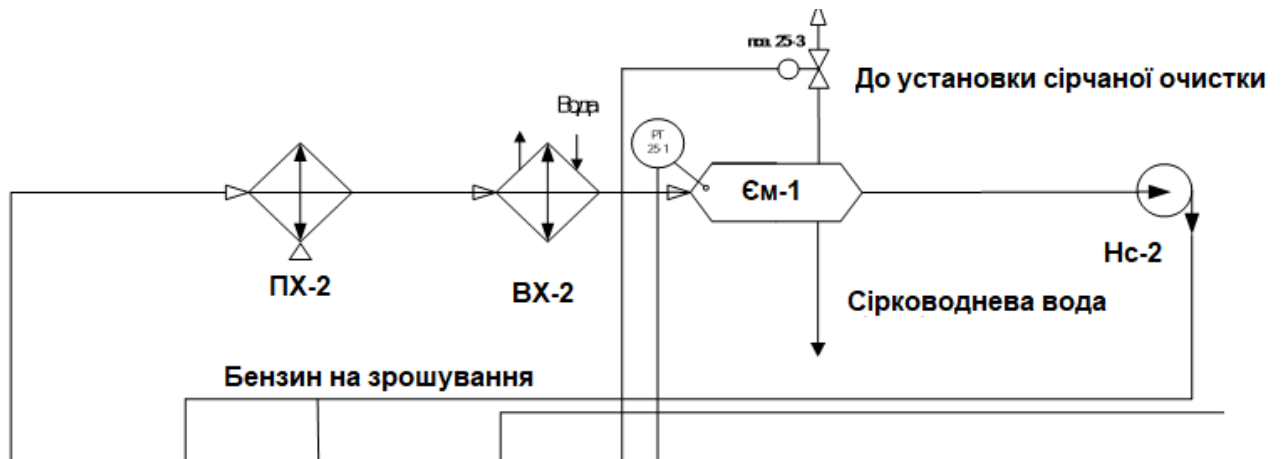 поз. 25-3
До установки сірчаної очистки
Вода
РГ
25-1
Єм-1
Нс-2
ПХ-2
ВХ-2
Сірководнева вода
Бензин на зрошування